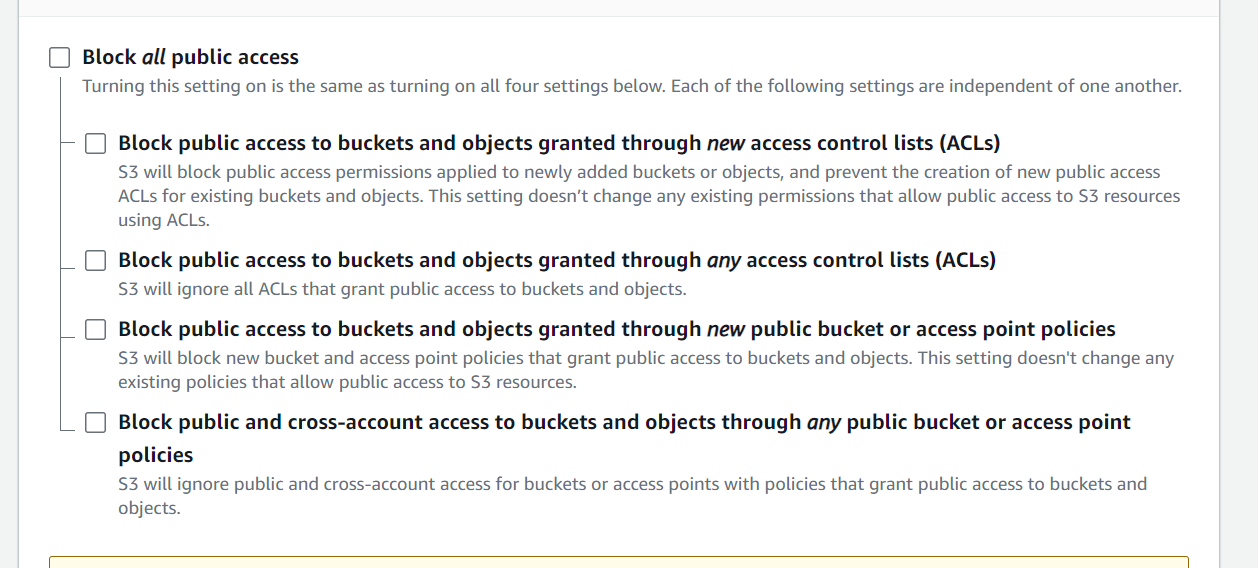 Block all public access
Turning this setting on is the same as turning on all four settings below. Each of the following settings are independent of one another.
Block public access to buckets and objects granted through new access control lists (ACLs)
S3 will block public access permissions applied to newly added buckets or objects, and prevent the creation of new public access
ACLs for existing buckets and objects. This setting doesn’t change any existing permissions that allow public access to S3 resources
using ACLs.
Block public access to buckets and objects granted through any access control lists (ACLs)
S3 will ignore all ACLs that grant public access to buckets and objects.
Block public access to buckets and objects granted through new public bucket or access point policies
S3 will block new bucket and access point policies that grant public access to buckets and objects. This setting doesn't change any
existing policies that allow public access to S3 resources.
Block public and cross-account access to buckets and objects through any public bucket or access point
policies
S3 will ignore public and cross-account access for buckets or access points with policies that grant public access to buckets and
objects.